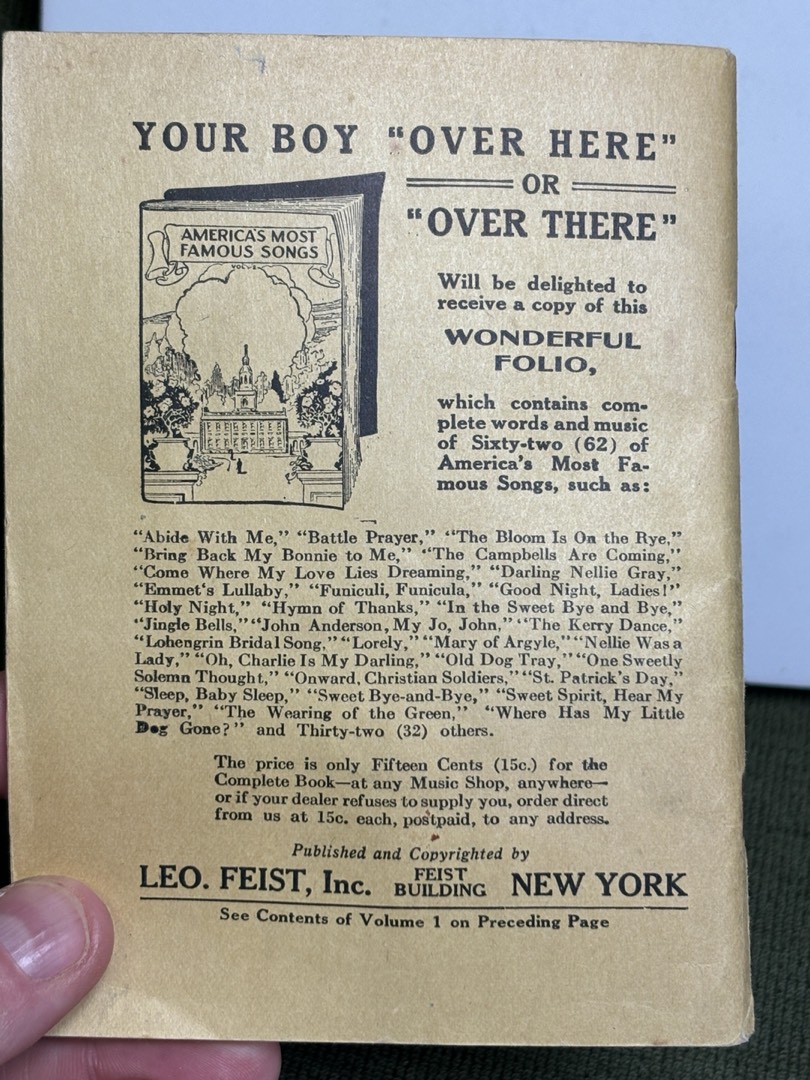 YOUR BOY "OVER HERE"
OR
"OVER THERE"
AMERICA'S MOST
FAMOUS SONGS
Will be delighted to
receive a copy of this
WONDERFUL
FOLIO,
which contains com-
plete words and music
of Sixty-two (62) of
America's Most Fa-
mous Songs, such as:
"Abide With Me," "Battle Prayer," "The Bloom Is On the Rye,"
"Bring Back My Bonnie to Me," "The Campbells Are Coming,"
"Come Where My Love Lies Dreaming," "Darling Nellie Gray,"
"Emmet's Lullaby," "Funiculi, Funicula," "Good Night, Ladies!"
"Holy Night," "Hymn of Thanks," "In the Sweet Bye and Bye,"
"Jingle Bells," "John Anderson, My Jo, John," "The Kerry Dance,"
"Lohengrin Bridal Song," "Lorely," "Mary of Argyle," "Nellie Was a
Lady," "Oh, Charlie Is My Darling," "Old Dog Tray," "One Sweetly
Solemn Thought," "Onward, Christian Soldiers," "St. Patrick's Day,"
"Sleep, Baby Sleep," "Sweet Bye-and-Bye," "Sweet Spirit, Hear My
Prayer," "The Wearing of the Green," "Where Has My Little
Dog Gone?" and Thirty-two (32) others.
The price is only Fifteen Cents (15c.) for the
Complete Book—at any Music Shop, anywhere—
or if your dealer refuses to supply you, order direct
from us at 15c. each, postpaid, to any address.
Published and Copyrighted by
LEO. FEIST, Inc. FEIST BUILDING NEW YORK
See Contents of Volume 1 on Preceding Page